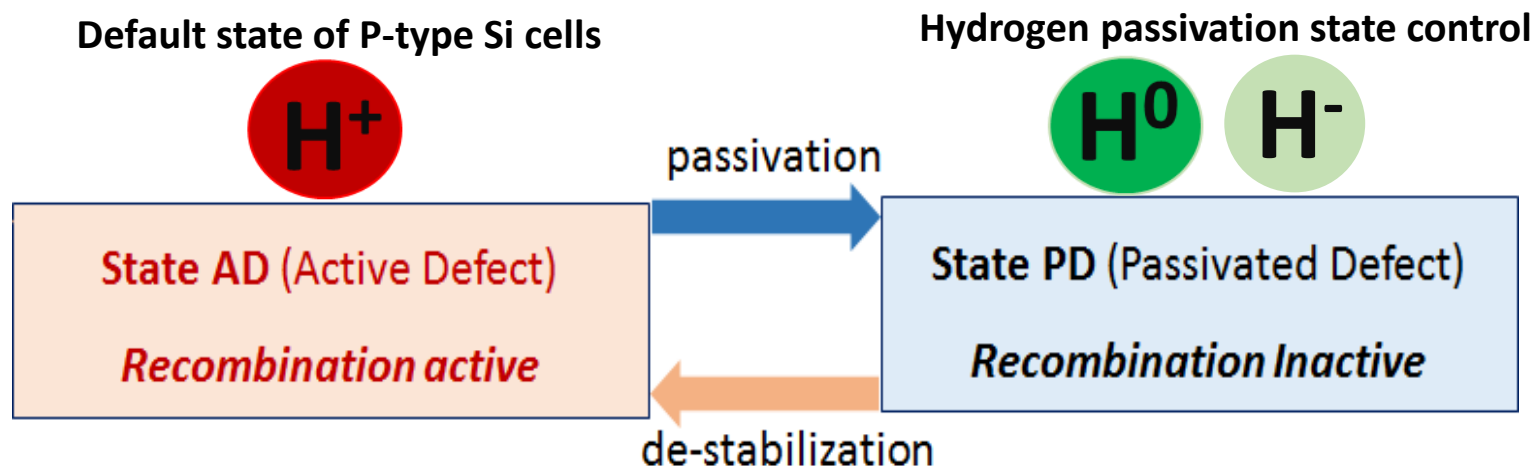 Default state of P-type Si cells
Hydrogen passivation state control
H⁺
H⁰
H⁻
passivation
State AD (Active Defect)
Recombination active
State PD (Passivated Defect)
Recombination Inactive
de-stabilization